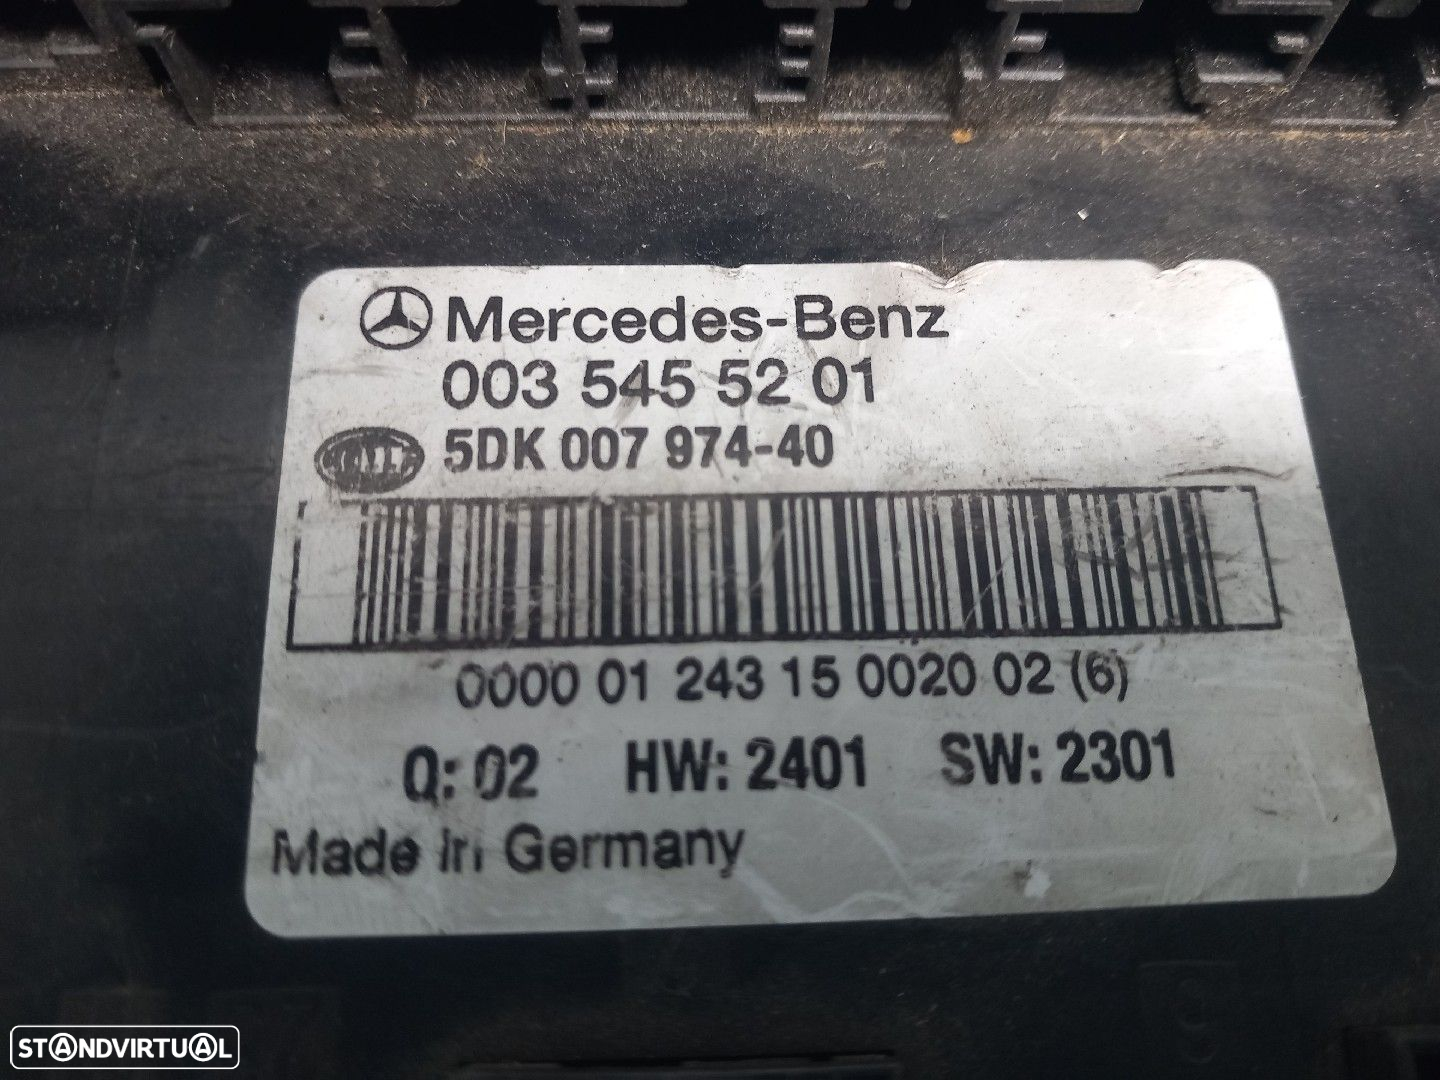 Mercedes-Benz
003 545 52 01
HELLA 5DK 007 974-40
0000 01 243 15 0020 02 (6)
Q: 02 HW: 2401 SW: 2301
Made in Germany
STANDVIRTUAL